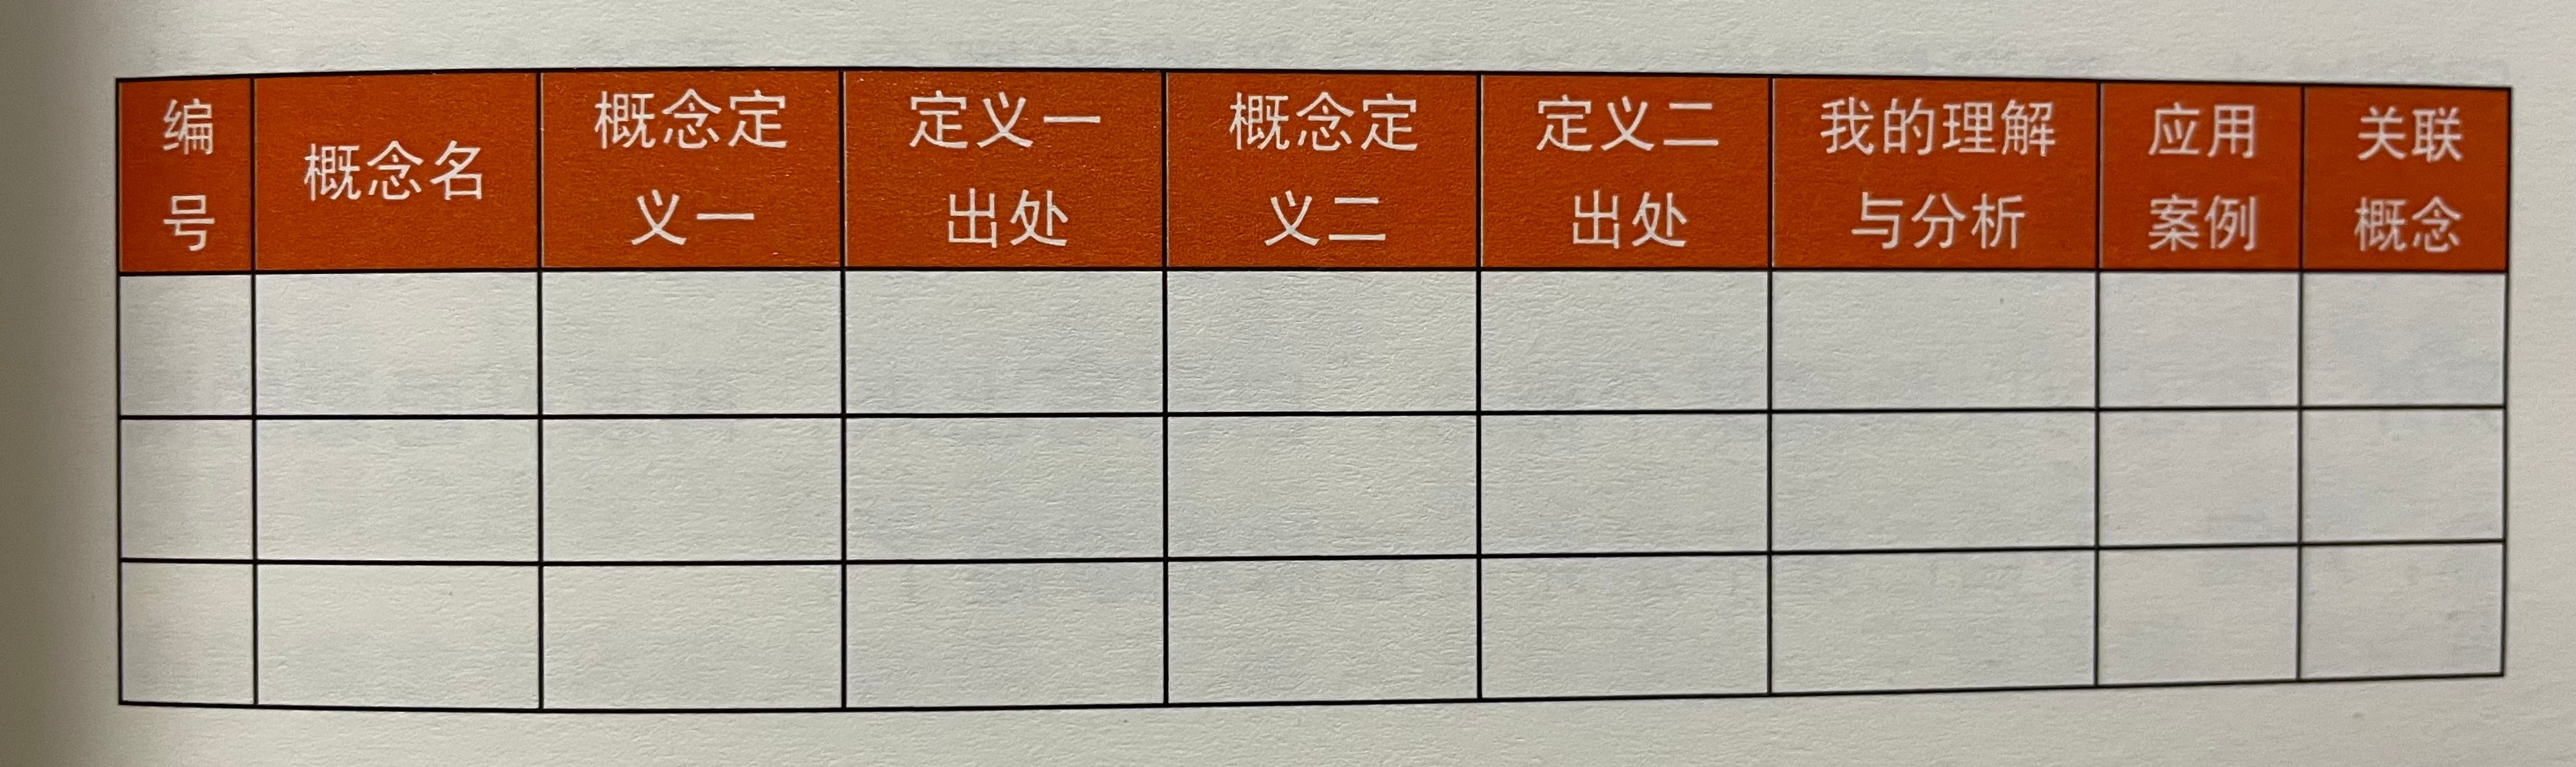 编
号
概念名
概念定
义一
定义一
出处
概念定
义二
定义二
出处
我的理解
与分析
应用
案例
关联
概念